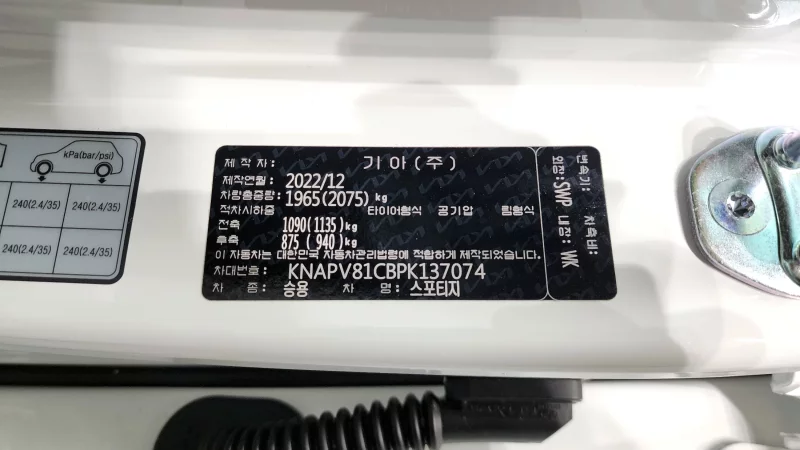 kPa(bar/psi)
240(2.4/35) 240(2.4/35)
240(2.4/35) 240(2.4/35)
제 작 자: 기 아 (주)
제작연월: 2022/12
차량총중량: 1965(2075) kg
적차시하중 타이어형식 공기압 림형식
전축 1090(1135)kg
후축 875 ( 940)kg
이 자동차는 대한민국 자동차관리법령에 적합하게 제작되었습니다.
차대번호: KNAPV81CBPK137074
차 종: 승용 차 명: 스포티지
변속기: 차축비:
외장:SWP 내장:WK